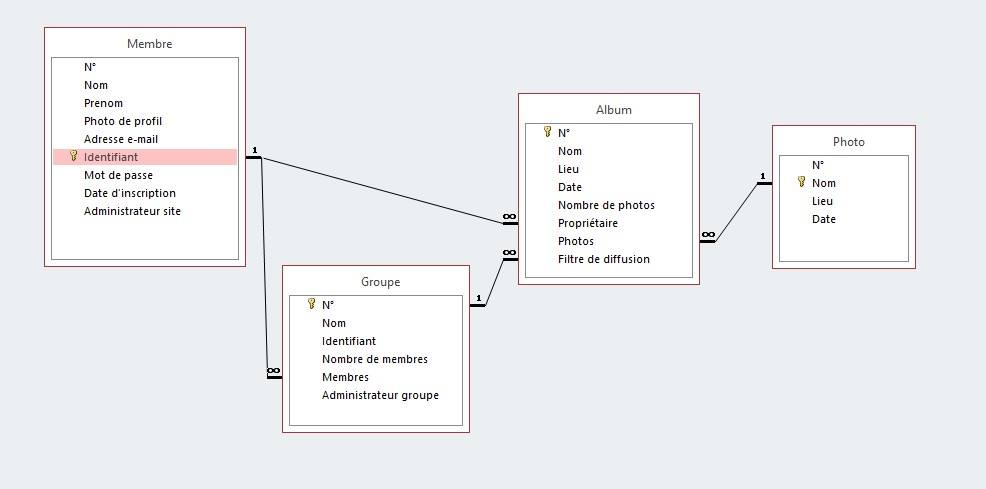 Membre
N°
Nom
Prenom
Photo de profil
Adresse e-mail
Identifiant
Mot de passe
Date d'inscription
Administrateur site
1
∞
Groupe
N°
Nom
Identifiant
Nombre de membres
Membres
Administrateur groupe
1
∞
Album
N°
Nom
Lieu
Date
Nombre de photos
Propriétaire
Photos
Filtre de diffusion
∞
∞
1
Photo
N°
Nom
Lieu
Date